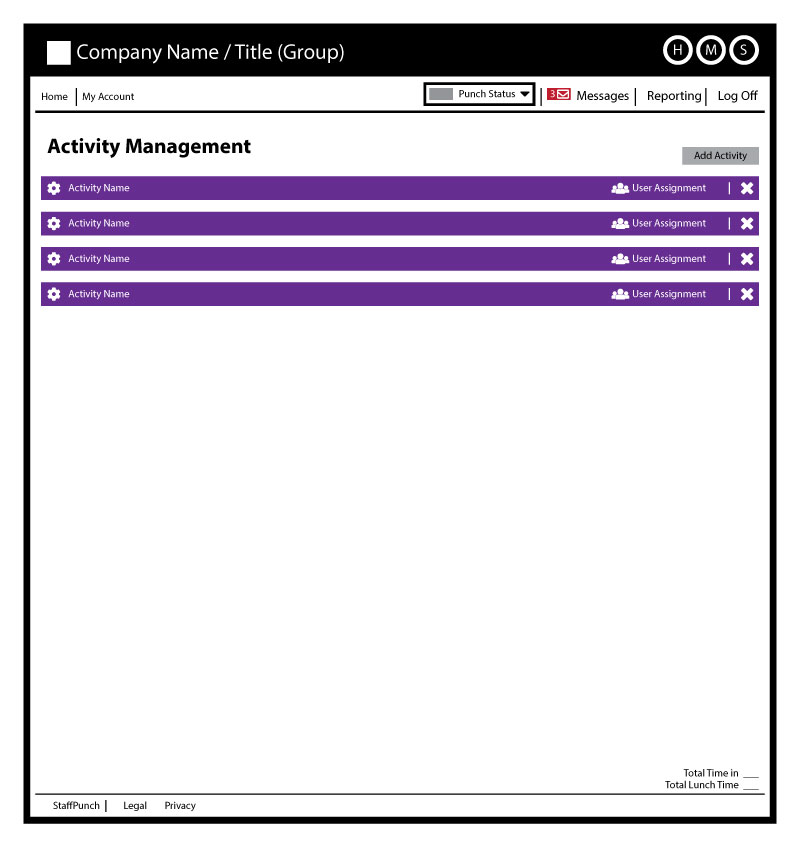 Company Name / Title (Group)
H M S
Home My Account Punch Status 3 Messages Reporting Log Off
Activity Management
Add Activity
Activity Name User Assignment
Activity Name User Assignment
Activity Name User Assignment
Activity Name User Assignment
Total Time in __
Total Lunch Time __
StaffPunch Legal Privacy